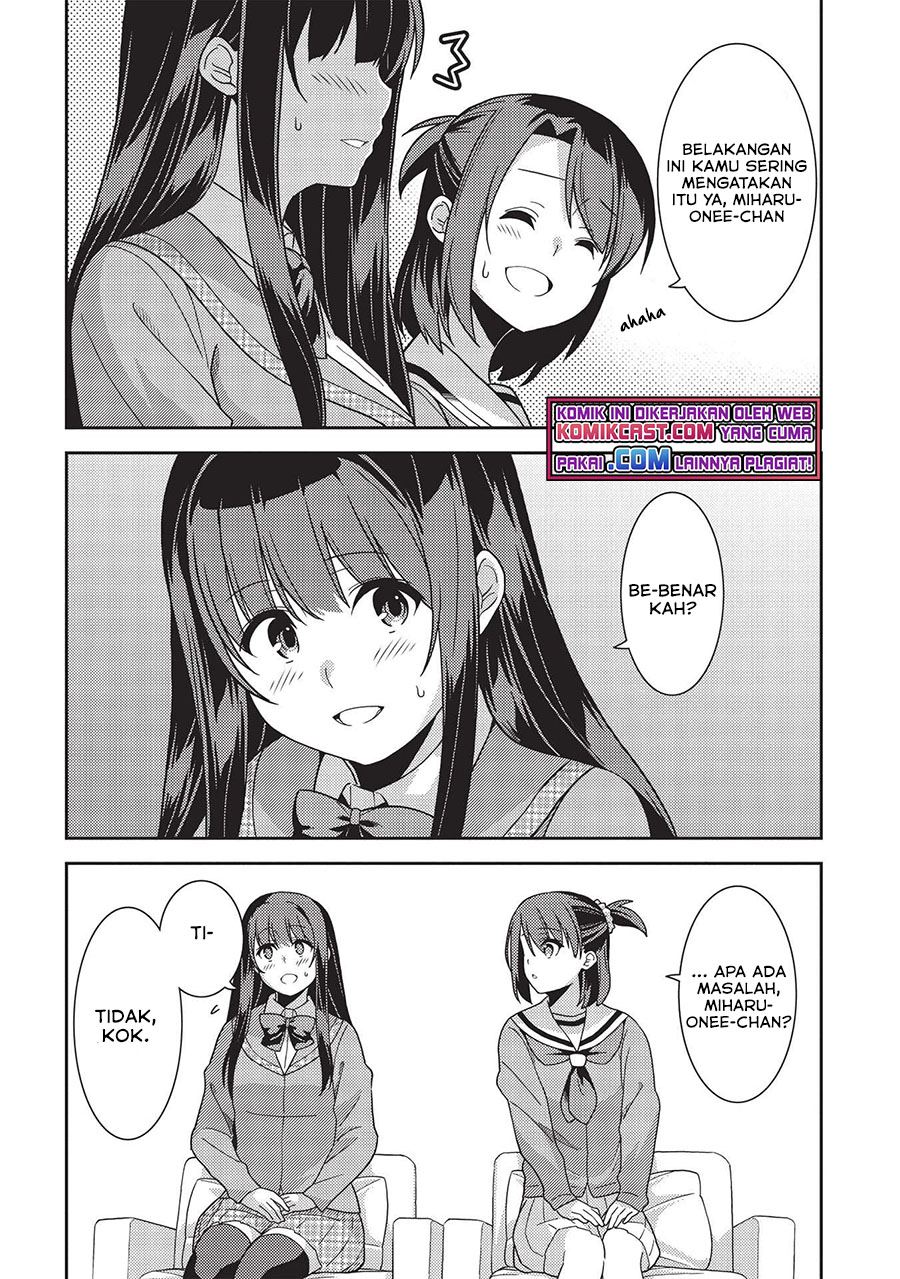 BELAKANGAN
INI KAMU SERING
MENGATAKAN
ITU YA, MIHARU-
ONEE-CHAN
ahaha
KOMIK INI DIKERJAKAN OLEH WEB
KOMIKCAST.COM YANG CUMA
PAKAI .COM LAINNYA PLAGIAT!
BE-BENAR
KAH?
... APA ADA
MASALAH,
MIHARU-
ONEE-CHAN?
TI-
TIDAK,
KOK.